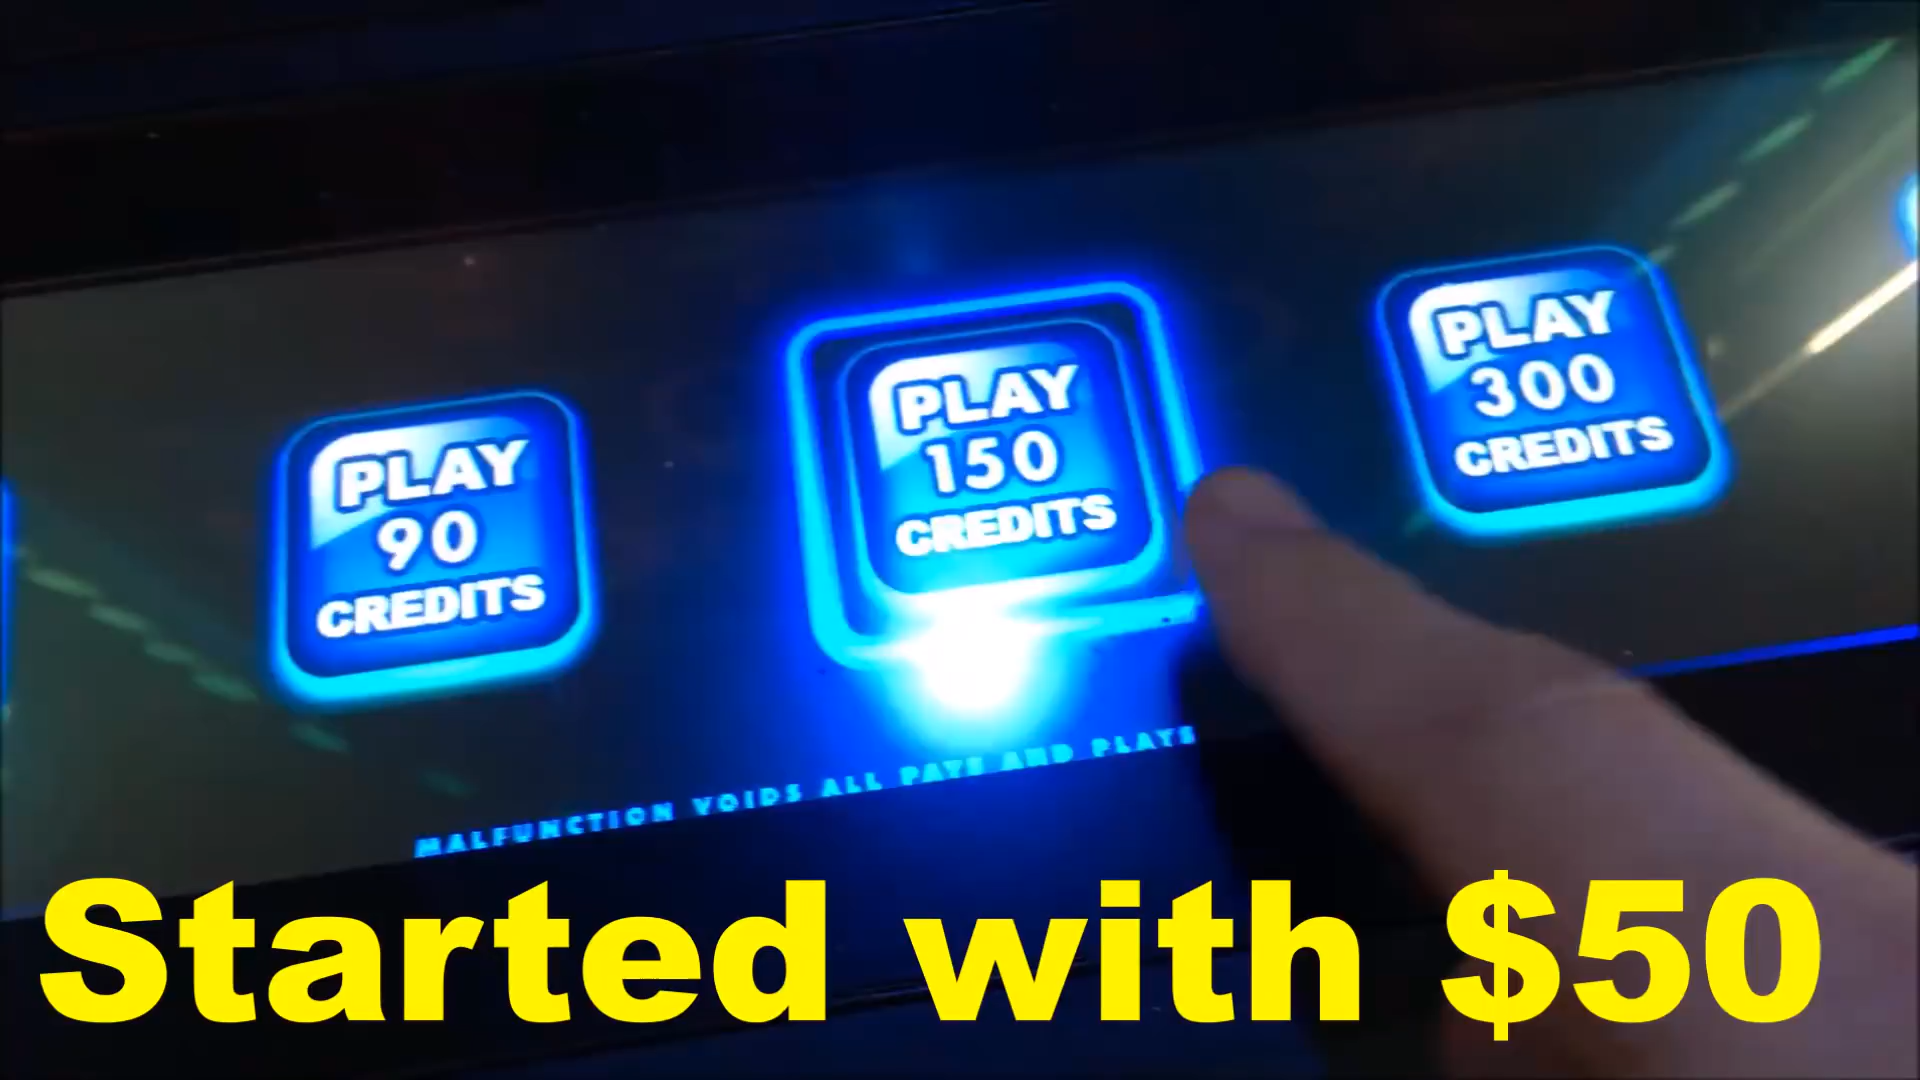 PLAY
90
CREDITS
PLAY
150
CREDITS
PLAY
300
CREDITS
MALFUNCTION VOIDS ALL PAYS AND PLAYS
Started with $50